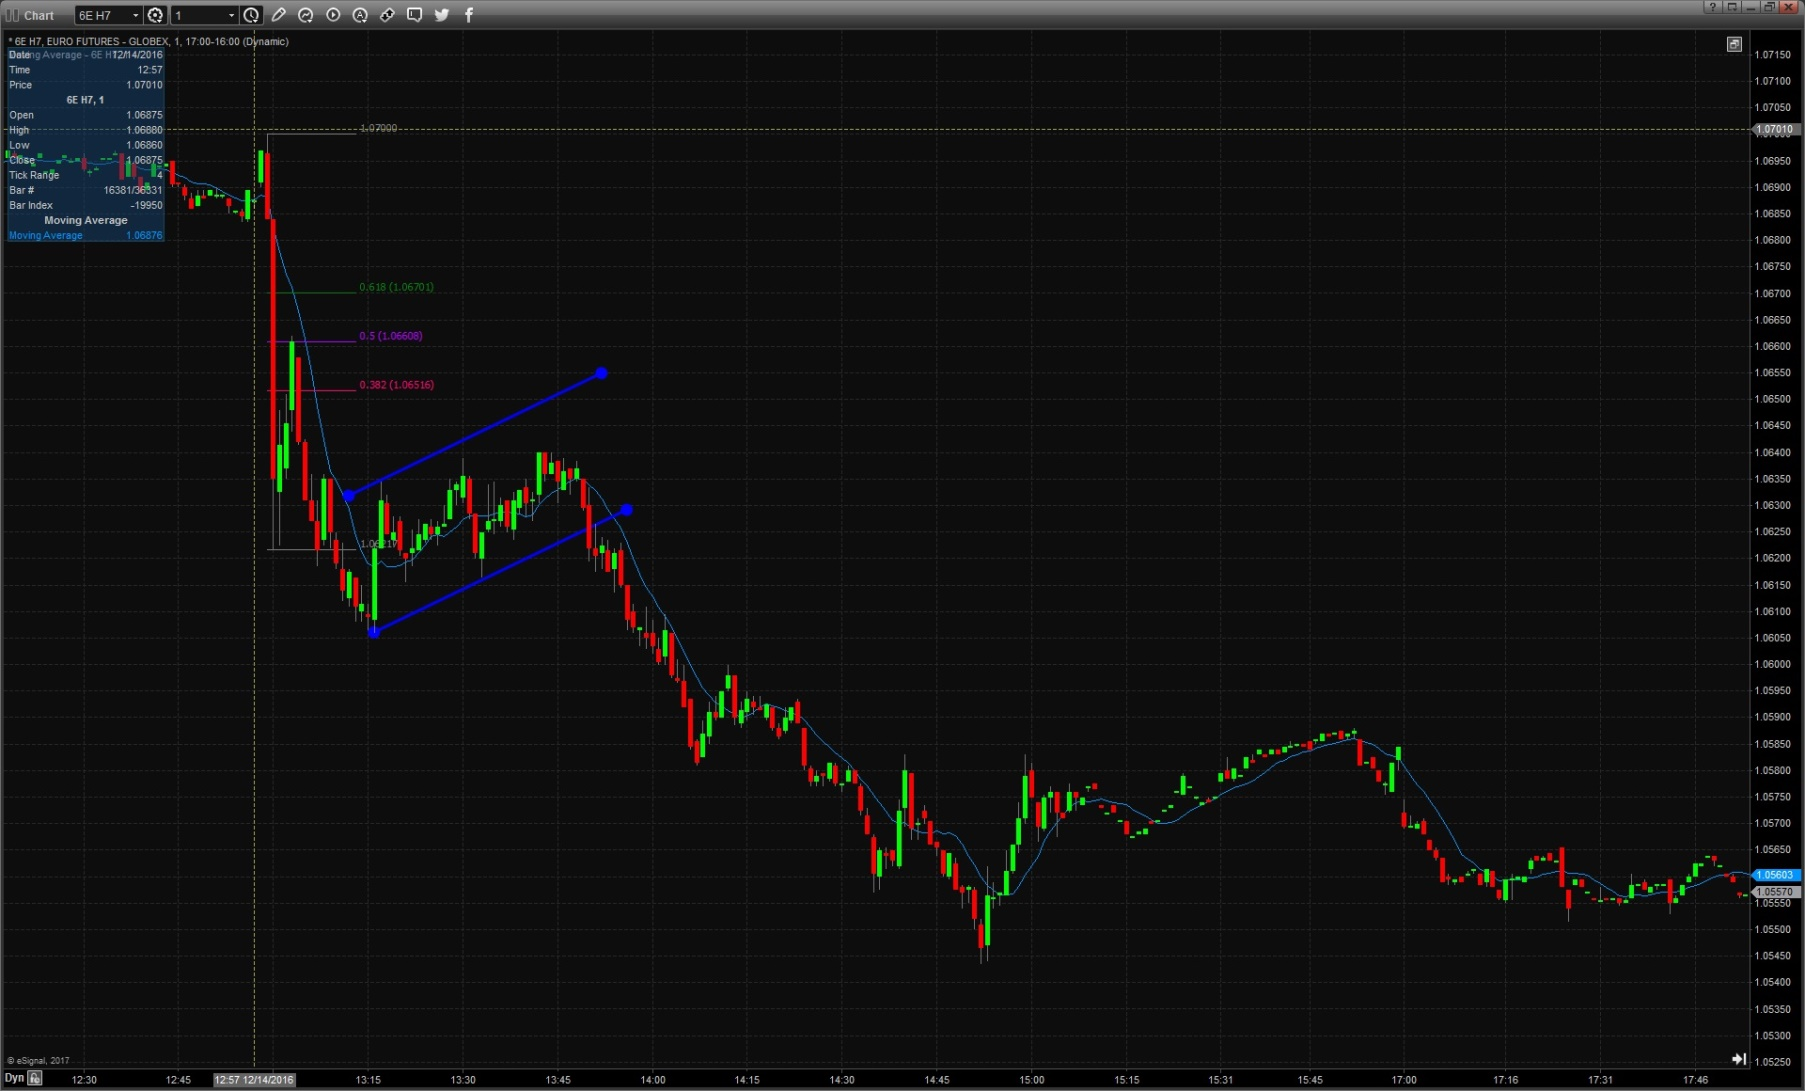 Chart
6E H7
1
* 6E H7, EURO FUTURES - GLOBEX, 1, 17:00-16:00 (Dynamic)
Date 12/14/2016
Time 12:57
Price 1.07010
6E H7, 1
Open 1.06875
High 1.06880
Low 1.06860
Close 1.06875
Tick Range 4
Bar # 16381/36331
Bar Index -19950
Moving Average
Moving Average 1.06876
1.07000
0.618 (1.06701)
0.5 (1.06608)
0.382 (1.06516)
1.06217
1.07150
1.07100
1.07050
1.07010
1.06950
1.06900
1.06850
1.06800
1.06750
1.06700
1.06650
1.06600
1.06550
1.06500
1.06450
1.06400
1.06350
1.06300
1.06250
1.06200
1.06150
1.06100
1.06050
1.06000
1.05950
1.05900
1.05850
1.05800
1.05750
1.05700
1.05650
1.05603
1.05570
1.05550
1.05500
1.05450
1.05400
1.05350
1.05300
1.05250
© eSignal, 2017
Dyn 12:30 12:45 12:57 12/14/2016 13:15 13:30 13:45 14:00 14:15 14:30 14:45 15:00 15:15 15:31 15:45 17:00 17:16 17:31 17:46